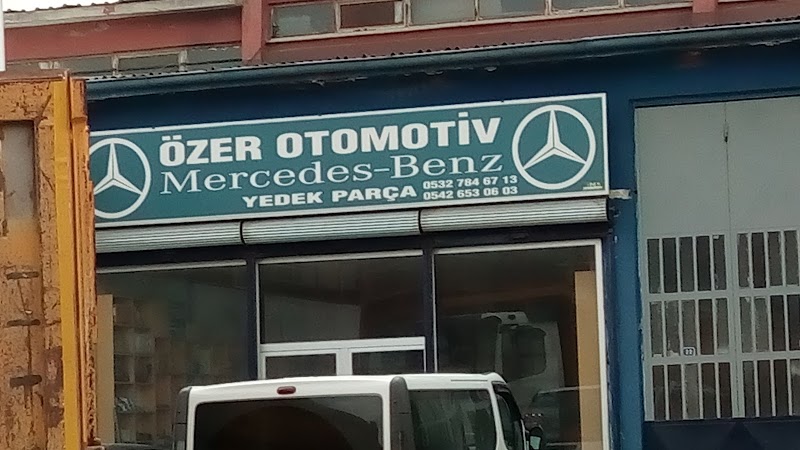 ÖZER OTOMOTİV
Mercedes-Benz
YEDEK PARÇA 0532 784 67 13
0542 653 06 03